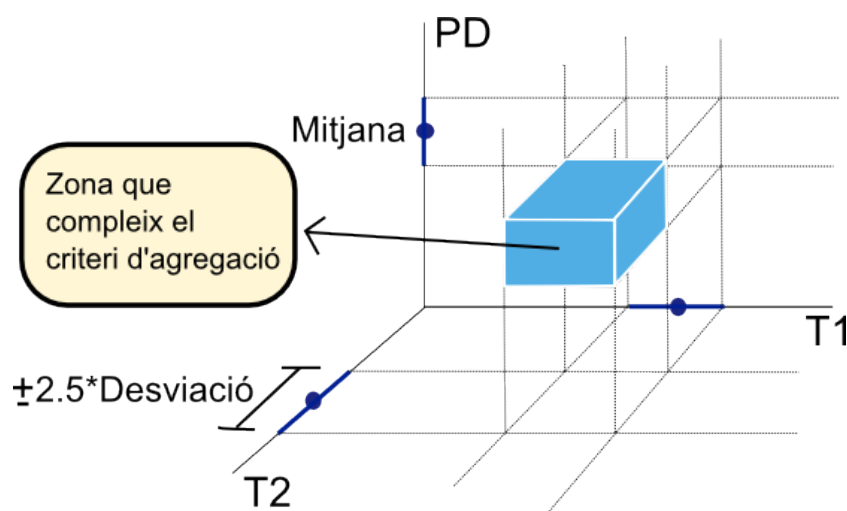 PD
Mitjana
Zona que
compleix el
criteri d'agregació
T1
±2.5*Desviació
T2